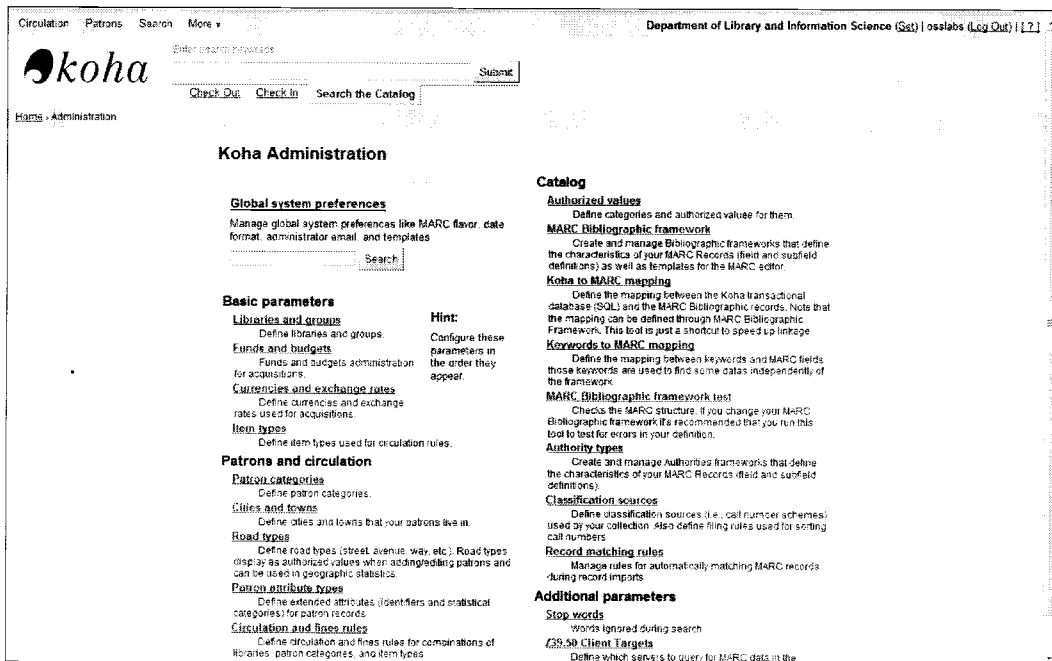 Circulation Patrons Search More ▾
Department of Library and Information Science (Set) | osslabs (Log Out) | [ ? ]
koha
Enter search keywords
Submit
Check Out Check In Search the Catalog
Home › Administration
Koha Administration
Global system preferences
Manage global system preferences like MARC flavor, date
format, administrator email, and templates
Search
Basic parameters
Libraries and groups
Define libraries and groups.
Funds and budgets
Funds and budgets administration
for acquisitions.
Currencies and exchange rates
Define currencies and exchange
rates used for acquisitions.
Item types
Define item types used for circulation rules.
Hint:
Configure these
parameters in
the order they
appear.
Patrons and circulation
Patron categories
Define patron categories.
Cities and towns
Define cities and towns that your patrons live in.
Road types
Define road types (street, avenue, way, etc.). Road types
display as authorized values when adding/editing patrons and
can be used in geographic statistics.
Patron attribute types
Define extended attributes (identifiers and statistical
categories) for patron records
Circulation and fines rules
Define circulation and fines rules for combinations of
libraries, patron categories, and item types
Catalog
Authorized values
Define categories and authorized values for them.
MARC Bibliographic framework
Create and manage Bibliographic frameworks that define
the characteristics of your MARC Records (field and subfield
definitions) as well as templates for the MARC editor.
Koha to MARC mapping
Define the mapping between the Koha transactional
database (SQL) and the MARC Bibliographic records. Note that
the mapping can be defined through MARC Bibliographic
Framework. This tool is just a shortcut to speed up linkage
Keywords to MARC mapping
Define the mapping between keywords and MARC fields
those keywords are used to find some datas independently of
the framework
MARC Bibliographic framework test
Checks the MARC structure. If you change your MARC
Bibliographic framework it's recommended that you run this
tool to test for errors in your definition.
Authority types
Create and manage Authorities frameworks that define
the characteristics of your MARC Records (field and subfield
definitions).
Classification sources
Define classification sources (i.e., call number schemes)
used by your collection. Also define filing rules used for sorting
call numbers
Record matching rules
Manage rules for automatically matching MARC records
during record imports
Additional parameters
Stop words
Words ignored during search
Z39.50 Client Targets
Define which servers to query for MARC data in the